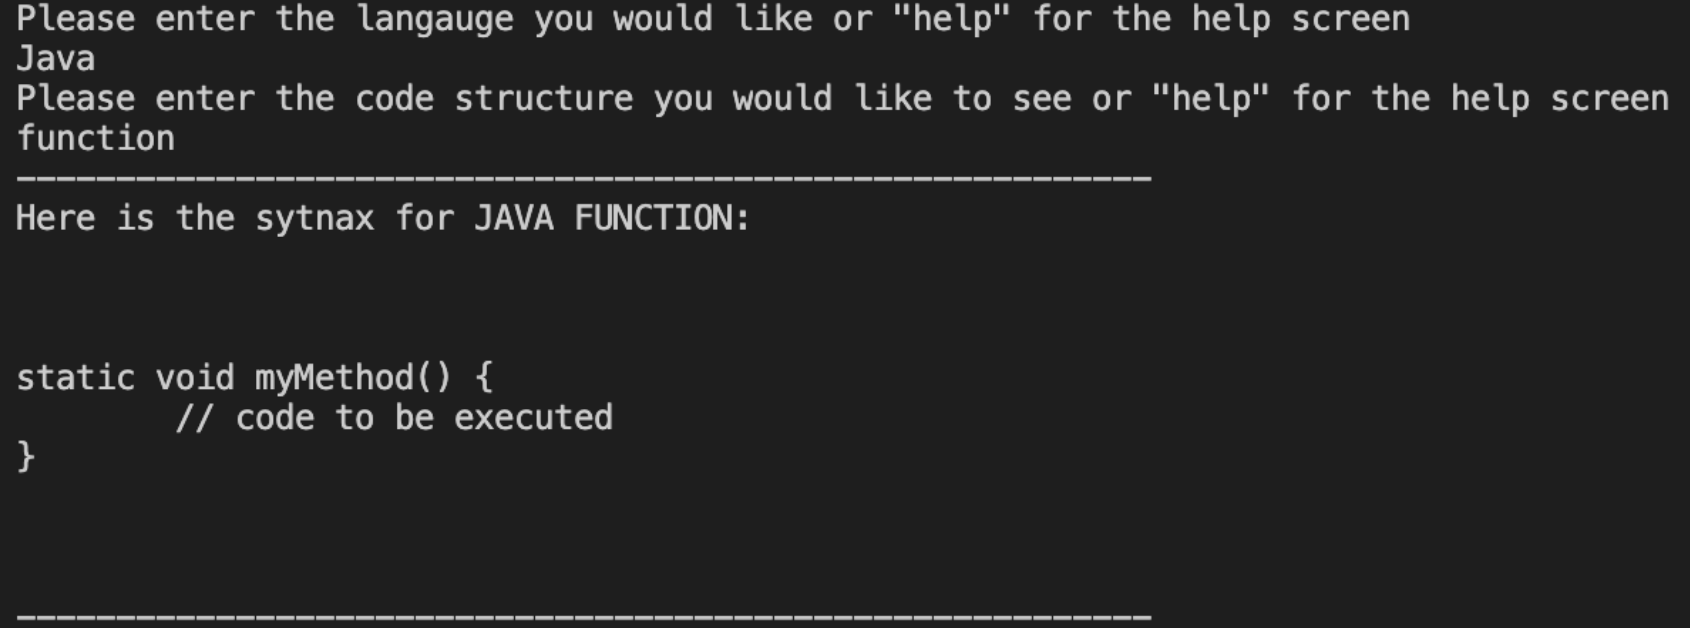 Please enter the langauge you would like or "help" for the help screen
Java
Please enter the code structure you would like to see or "help" for the help screen
function
---------------------------------------------------------
Here is the sytnax for JAVA FUNCTION:
static void myMethod() {
        // code to be executed
}
---------------------------------------------------------